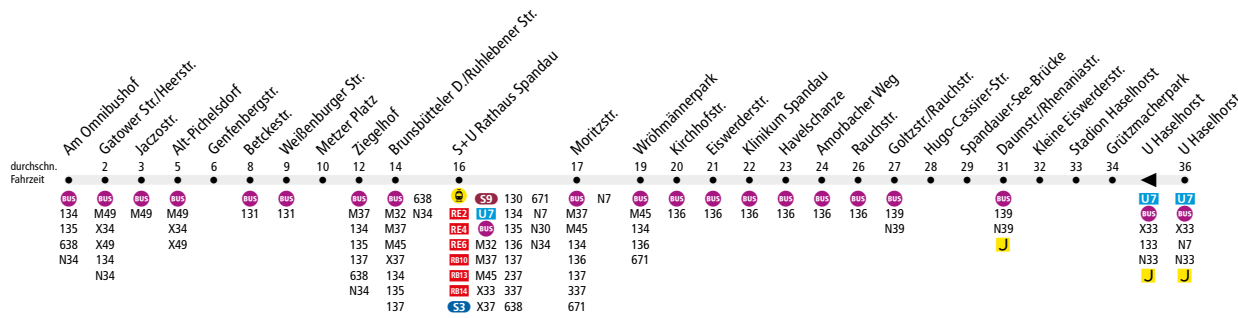 Am Omnibushof
Gatower Str./Heerstr.
Jaczostr.
Alt-Pichelsdorf
Genfenbergstr.
Betckestr.
Weißenburger Str.
Metzer Platz
Ziegelhof
Brunsbütteler D./Ruhlebener Str.
S+U Rathaus Spandau
Moritzstr.
Wröhmännerpark
Kirchhofstr.
Eiswerderstr.
Klinikum Spandau
Havelschanze
Amorbacher Weg
Rauchstr.
Goltzstr./Rauchstr.
Hugo-Cassirer-Str.
Spandauer-See-Brücke
Daumstr./Rhenaniastr.
Kleine Eiswerderstr.
Stadion Haselhorst
Grützmacherpark
U Haselhorst
U Haselhorst
durchschn. 2 3 5 6 8 9 10 12 14 16 17 19 20 21 22 23 24 26 27 28 29 31 32 33 34 36
Fahrzeit
BUS BUS BUS BUS BUS BUS BUS BUS 638 S9 130 671 BUS N7 BUS BUS BUS BUS BUS BUS BUS BUS BUS U7 U7
134 M49 M49 M49 131 131 M37 M32 N34 RE2 U7 134 N7 M37 M45 136 136 136 136 136 136 139 139 BUS BUS
135 X34 X34 134 M37 RE4 BUS 135 N30 M45 134 N39 N39 X33 X33
638 X49 X49 135 M45 RE6 M32 136 N34 134 136 J 133 N7
N34 134 137 X37 RB10 M37 137 136 671 N33 N33
N34 638 134 RB13 M45 237 137 J J
N34 135 RB14 X33 337 337
137 S3 X37 638 671